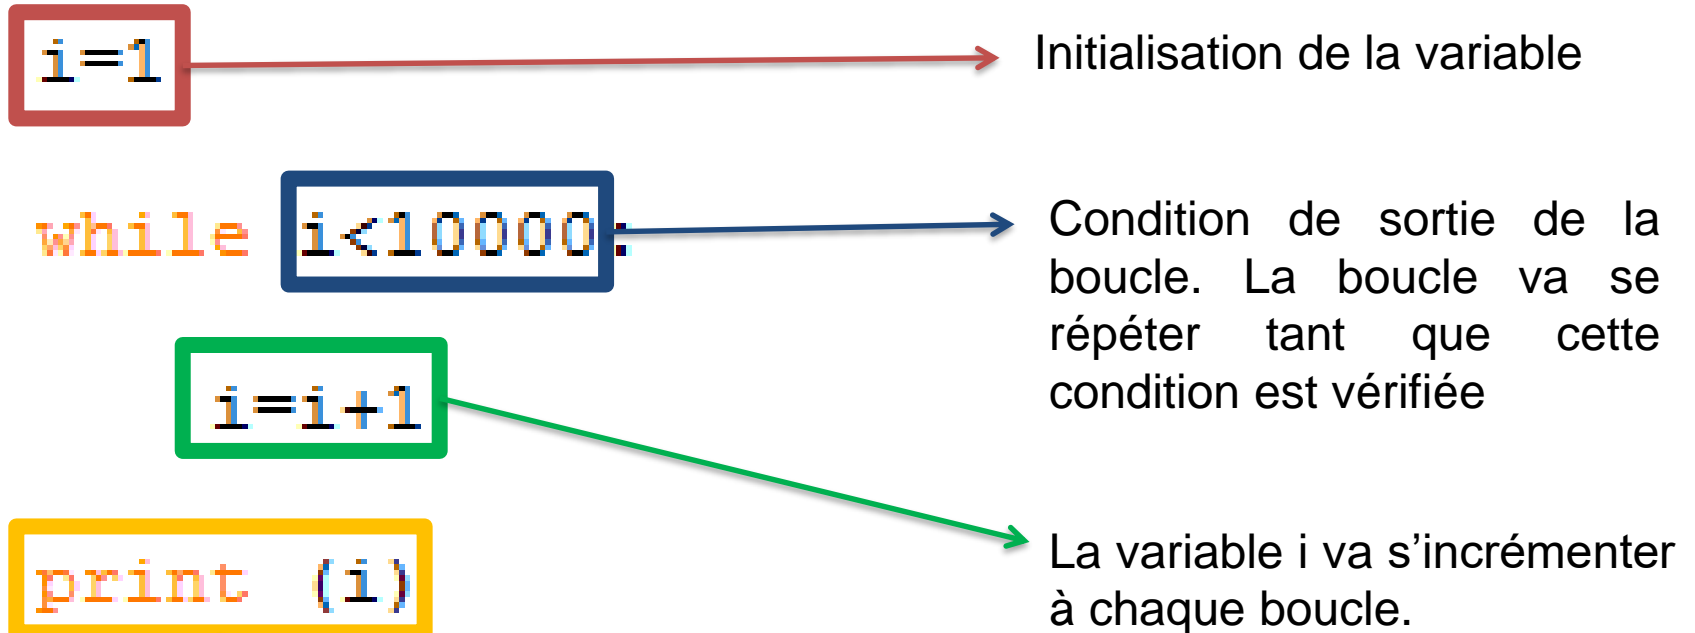 i=1
Initialisation de la variable
while i<10000:
Condition de sortie de la
boucle. La boucle va se
répéter tant que cette
condition est vérifiée
i=i+1
La variable i va s’incrémenter
à chaque boucle.
print (i)